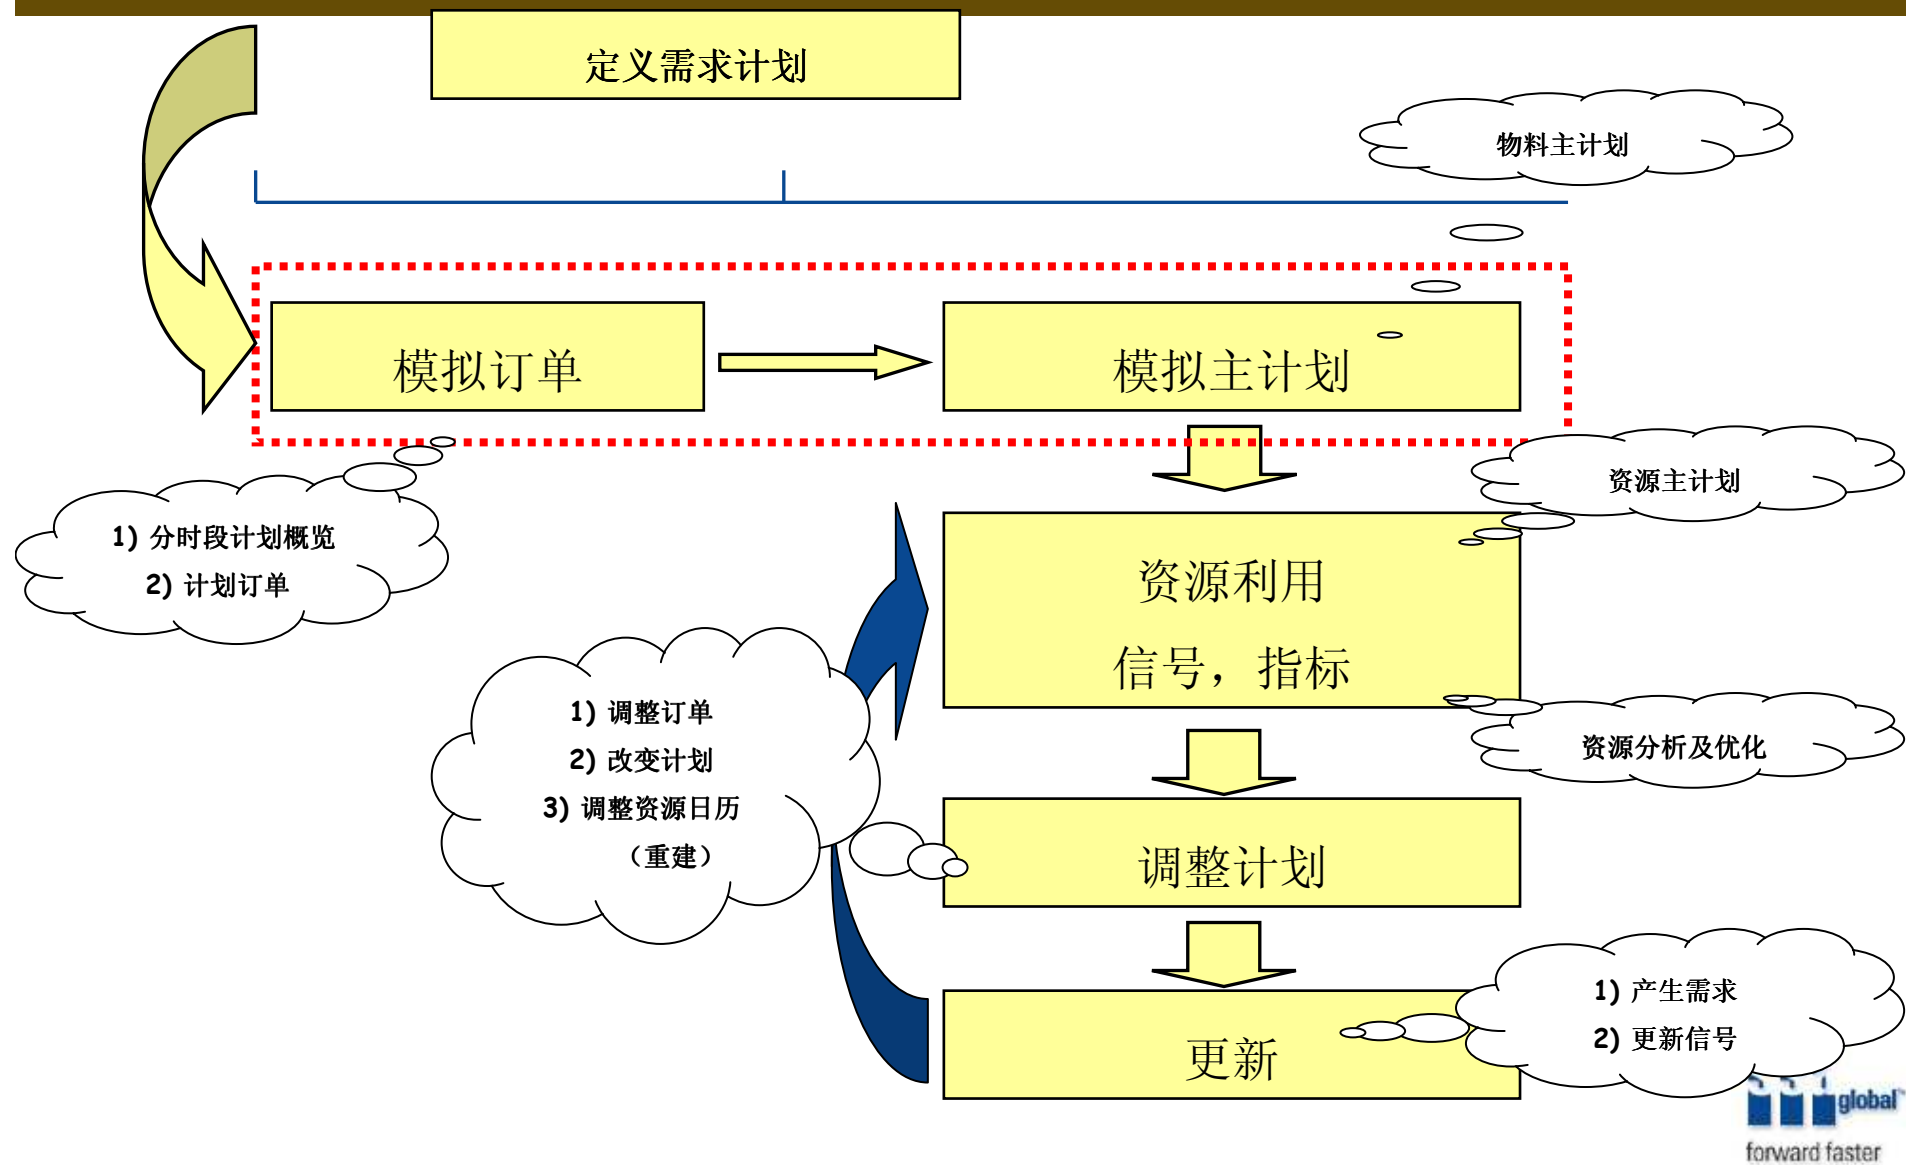 定义需求计划
物料主计划
模拟订单
模拟主计划
资源主计划
1) 分时段计划概览
2) 计划订单
资源利用
信号，指标
1) 调整订单
2) 改变计划
3) 调整资源日历
（重建）
资源分析及优化
调整计划
1) 产生需求
2) 更新信号
更新
global™
forward faster